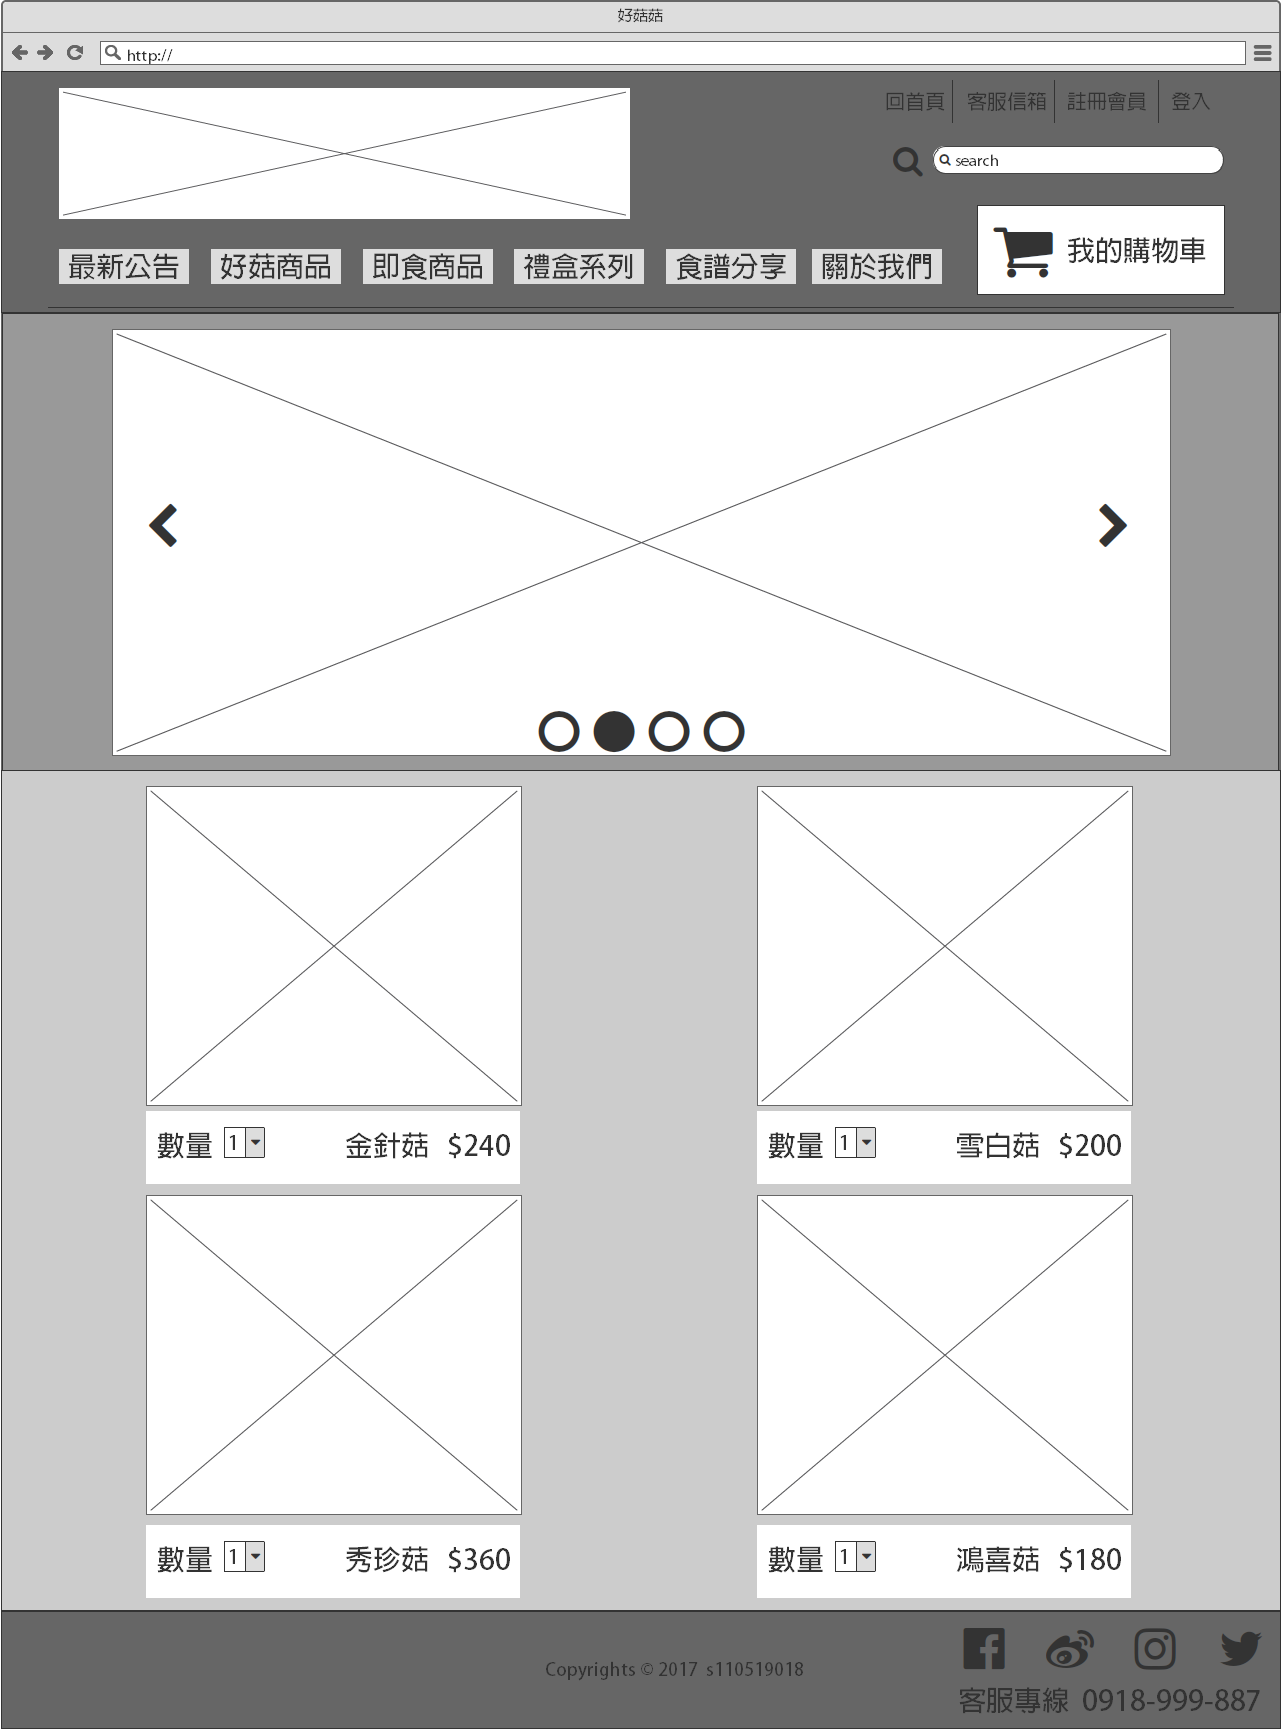 好菇菇
http://
回首頁 客服信箱 註冊會員 登入
search
我的購物車
最新公告 好菇商品 即食商品 禮盒系列 食譜分享 關於我們
數量 1 金針菇 $240
數量 1 雪白菇 $200
數量 1 秀珍菇 $360
數量 1 鴻喜菇 $180
Copyrights © 2017 s110519018
客服專線 0918-999-887